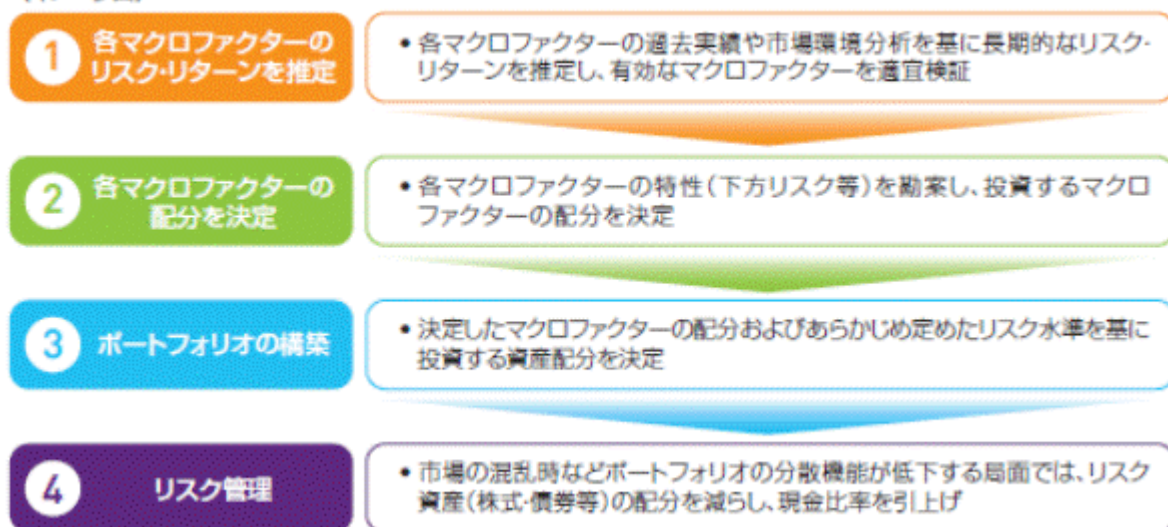 1
各マクロファクターの
リスク・リターンを推定
• 各マクロファクターの過去実績や市場環境分析を基に長期的なリスク・
リターンを推定し、有効なマクロファクターを適宜検証
2
各マクロファクターの
配分を決定
• 各マクロファクターの特性(下方リスク等)を勘案し、投資するマクロ
ファクターの配分を決定
3
ポートフォリオの構築
• 決定したマクロファクターの配分およびあらかじめ定めたリスク水準を基に
投資する資産配分を決定
4
リスク管理
• 市場の混乱時などポートフォリオの分散機能が低下する局面では、リスク
資産(株式・債券等)の配分を減らし、現金比率を引上げ